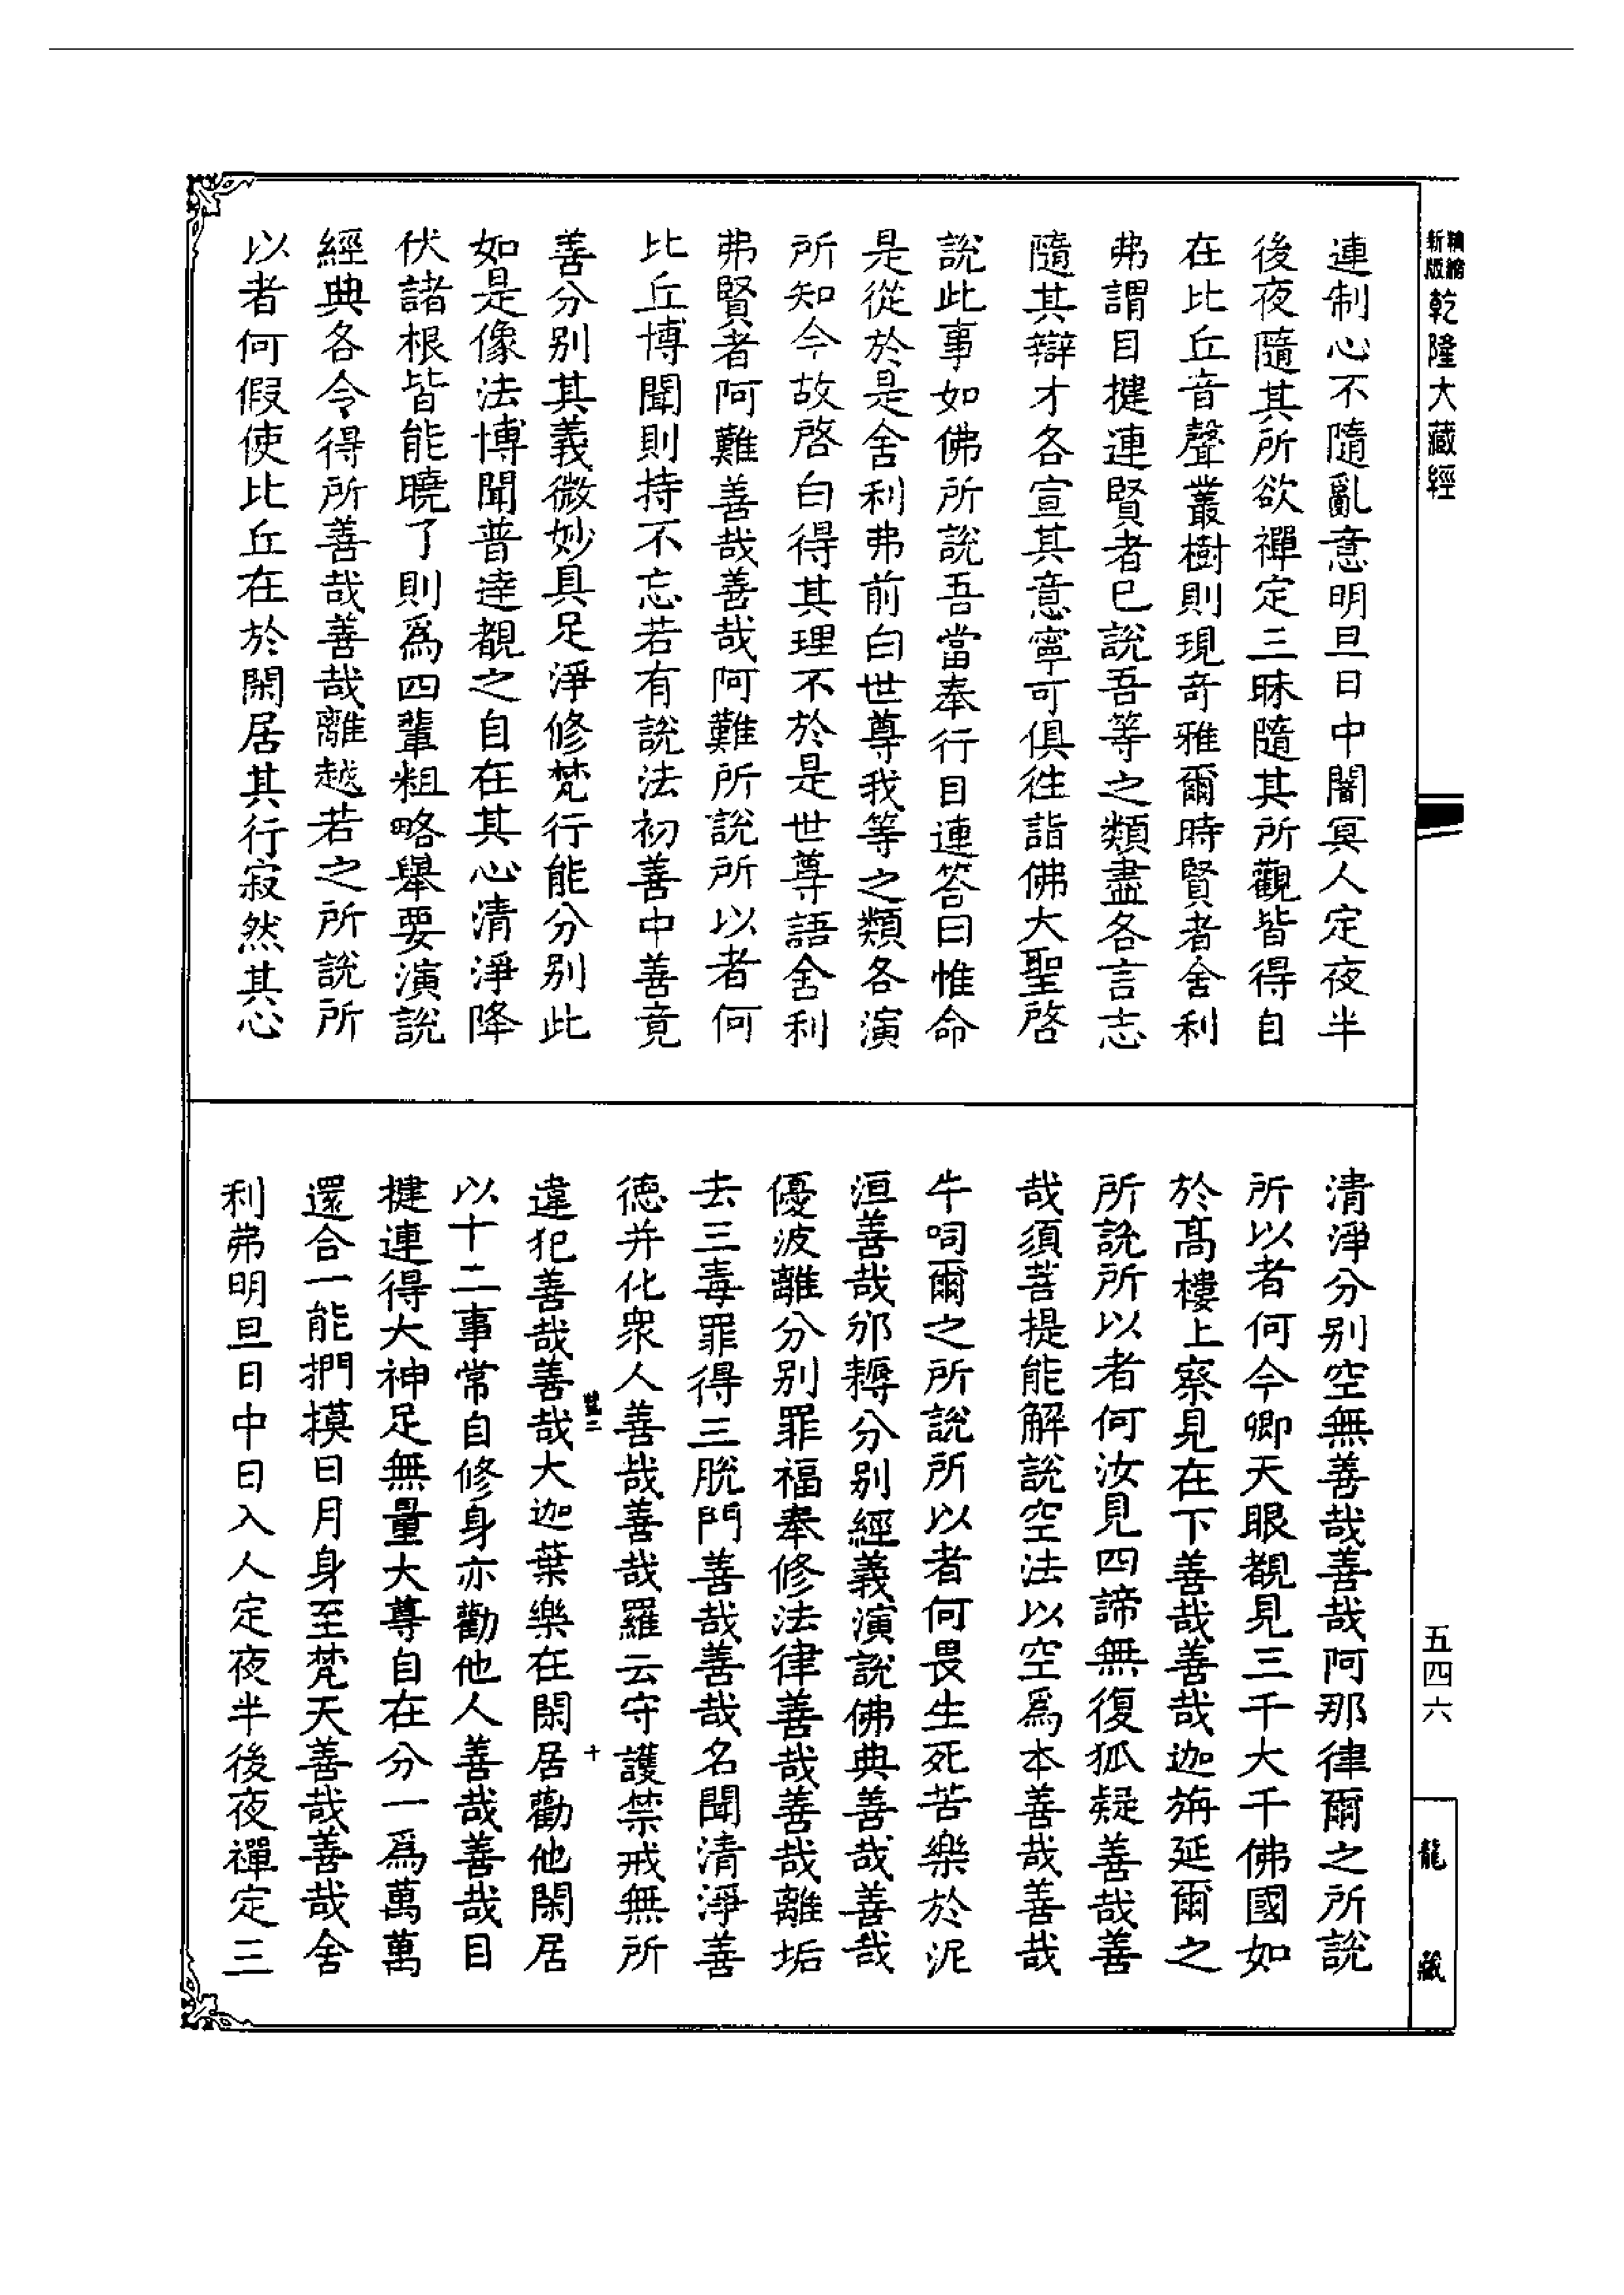 精繕
新版
乾隆大藏經
連制心不隨亂意明旦日中闇冥人定夜半
後夜隨其所欲禪定三昧隨其所觀皆得自
在比丘音聲叢樹則現奇雅爾時賢者舍利
弗謂目揵連賢者已說吾等之類盡各言志
隨其辯才各宣其意寧可俱往詣佛大聖啓
說此事如佛所說吾當奉行目連答曰惟命
是從於是舍利弗前白世尊我等之類各演
所知今故啓白得其理不於是世尊語舍利
弗賢者阿難善哉善哉阿難所說所以者何
比丘博聞則持不忘若有說法初善中善竟
善分別其義微妙具足淨修梵行能分別此
如是像法博聞普達覩之自在其心清淨降
伏諸根皆能曉了則爲四輩粗略舉要演說
經典各令得所善哉善哉離越若之所說所
以者何假使比丘在於閑居其行寂然其心
清淨分別空無善哉善哉阿那律爾之所說
所以者何今卿天眼覩見三千大千佛國如
於髙樓上察見在下善哉善哉迦旃延爾之
所說所以者何汝見四諦無復狐疑善哉善
哉須菩提能解說空法以空爲本善哉善哉
牛呞爾之所說所以者何畏生死苦樂於泥
洹善哉邠耨分別經義演說佛典善哉善哉
優波離分別罪福奉修法律善哉善哉離垢
去三毒罪得三脫門善哉善哉名聞清淨善
德并化衆人善哉善哉羅云守護禁戒無所
違犯善哉善哉大迦葉樂在閑居勸他閑居
以十二事常自修身亦勸他人善哉善哉目
揵連得大神足無量大尊自在分一爲萬萬
還合一能捫摸日月身至梵天善哉善哉舍
利弗明旦日中日入人定夜半後夜禪定三
十
五四六
龍藏